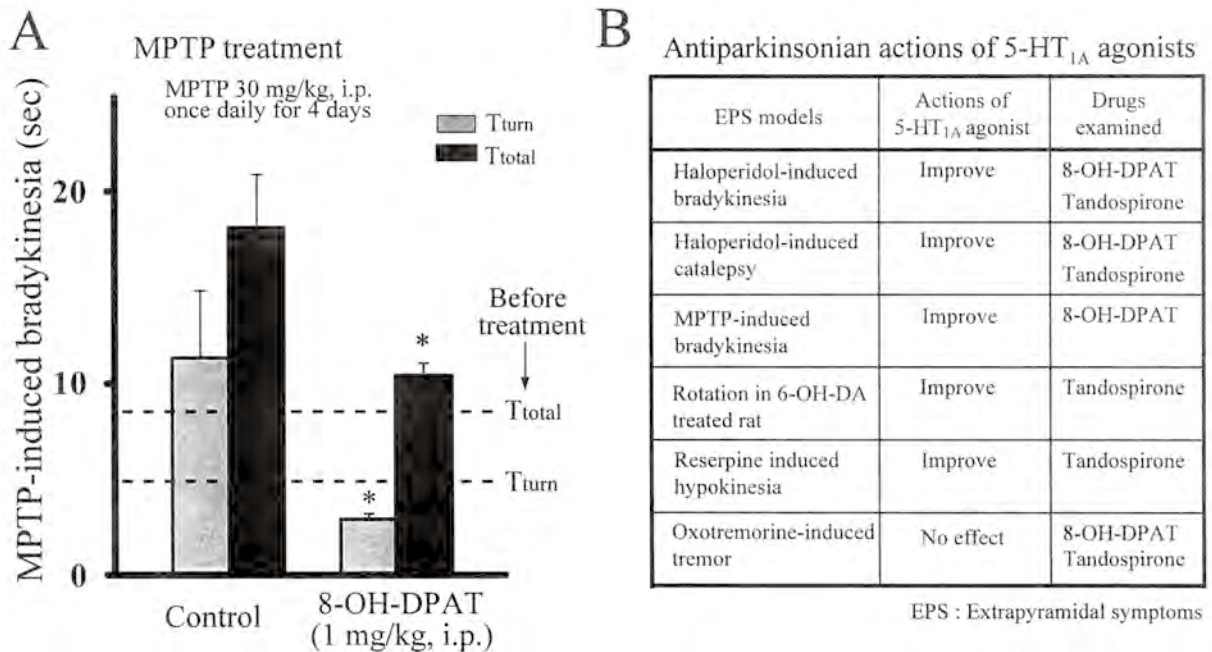 A
MPTP treatment
MPTP 30 mg/kg, i.p.
once daily for 4 days
Tturn
Ttotal
MPTP-induced bradykinesia (sec)
20
10
0
Before
treatment
*
*
Ttotal
Tturn
Control
8-OH-DPAT
(1 mg/kg, i.p.)
B
Antiparkinsonian actions of 5-HT1A agonists
EPS models
Actions of
5-HT1A agonist
Drugs
examined
Haloperidol-induced
bradykinesia
Improve
8-OH-DPAT
Tandospirone
Haloperidol-induced
catalepsy
Improve
8-OH-DPAT
Tandospirone
MPTP-induced
bradykinesia
Improve
8-OH-DPAT
Rotation in 6-OH-DA
treated rat
Improve
Tandospirone
Reserpine induced
hypokinesia
Improve
Tandospirone
Oxotremorine-induced
tremor
No effect
8-OH-DPAT
Tandospirone
EPS : Extrapyramidal symptoms